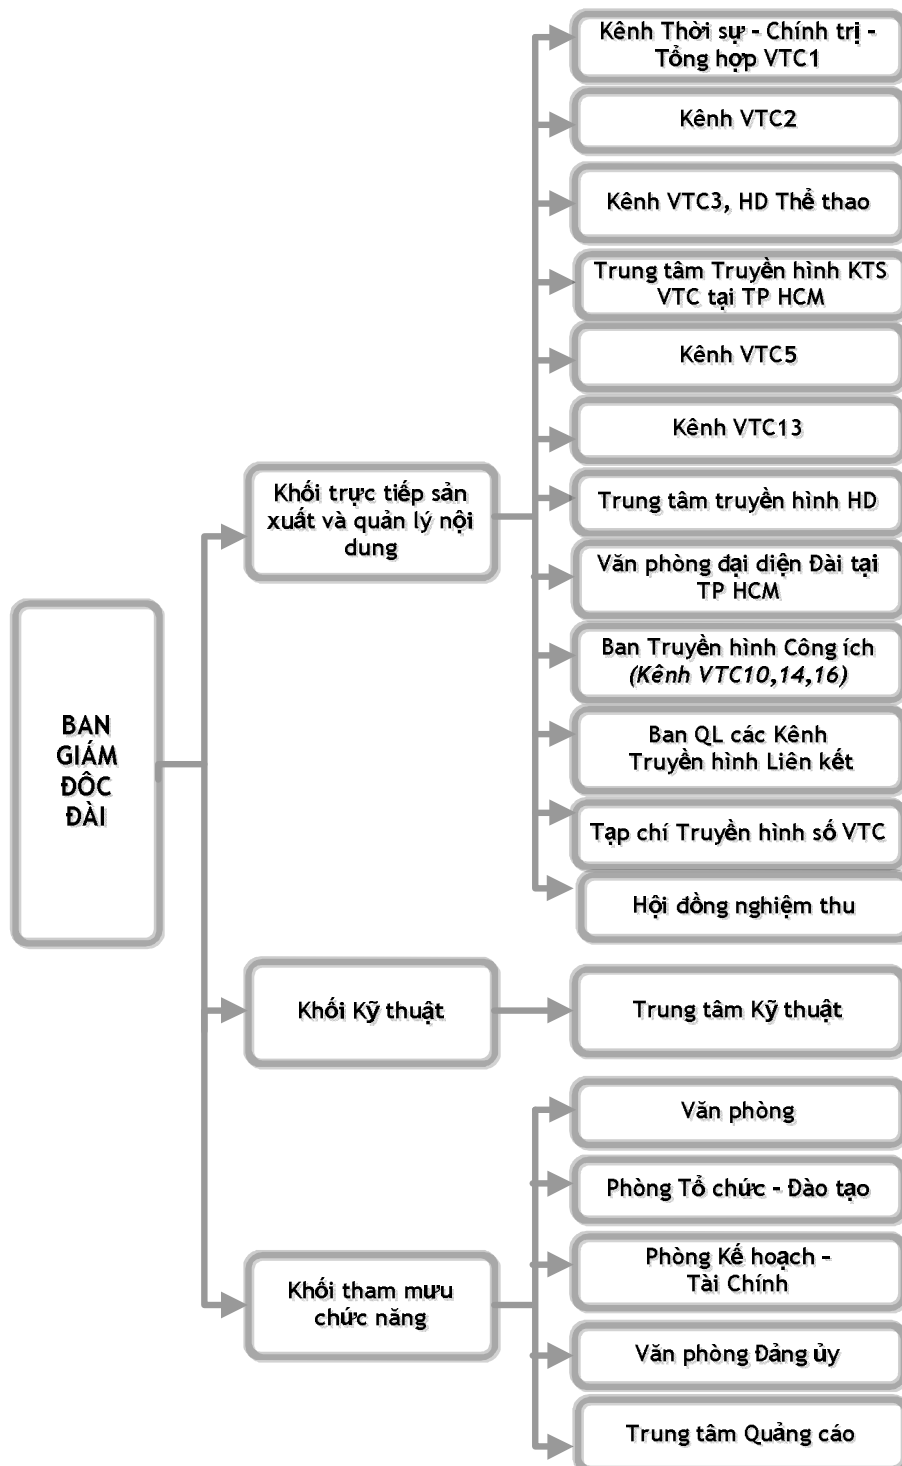 BAN
GIÁM
ĐỐC
ĐÀI
Khối trực tiếp sản
xuất và quản lý nội
dung
Kênh Thời sự - Chính trị -
Tổng hợp VTC1
Kênh VTC2
Kênh VTC3, HD Thể thao
Trung tâm Truyền hình KTS
VTC tại TP HCM
Kênh VTC5
Kênh VTC13
Trung tâm truyền hình HD
Văn phòng đại diện Đài tại
TP HCM
Ban Truyền hình Công ích
(Kênh VTC10,14,16)
Ban QL các Kênh
Truyền hình Liên kết
Tạp chí Truyền hình số VTC
Hội đồng nghiệm thu
Khối Kỹ thuật
Trung tâm Kỹ thuật
Khối tham mưu
chức năng
Văn phòng
Phòng Tổ chức - Đào tạo
Phòng Kế hoạch –
Tài Chính
Văn phòng Đảng ủy
Trung tâm Quảng cáo